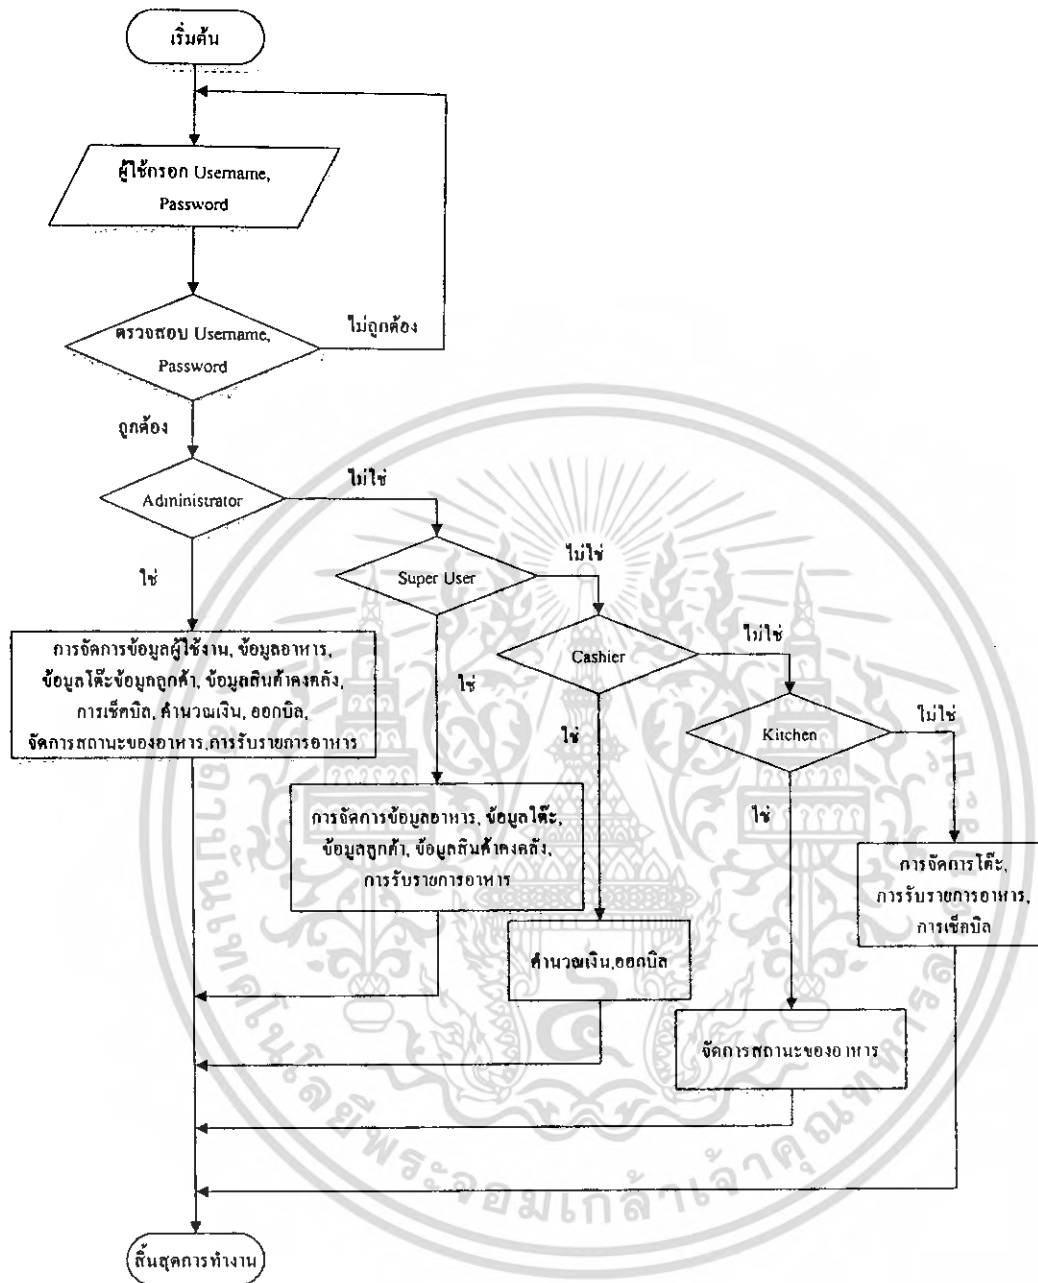 เริ่มต้น
ผู้ใช้กรอก Username,
Password
ตรวจสอบ Username,
Password
ไม่ถูกต้อง
ถูกต้อง
Administrator
ไม่ใช่
ใช่
Super User
ไม่ใช่
ใช่
Cashier
ไม่ใช่
ใช่
Kitchen
ไม่ใช่
ใช่
การจัดการข้อมูลผู้ใช้งาน, ข้อมูลอาหาร,
ข้อมูลโต๊ะข้อมูลลูกค้า, ข้อมูลสินค้าคงคลัง,
การเช็คบิล, คำนวณเงิน, ออกบิล,
จัดการสถานะของอาหาร,การรับรายการอาหาร
การจัดการข้อมูลอาหาร, ข้อมูลโต๊ะ,
ข้อมูลลูกค้า, ข้อมูลสินค้าคงคลัง,
การรับรายการอาหาร
คำนวณเงิน,ออกบิล
จัดการสถานะของอาหาร
การจัดการโต๊ะ,
การรับรายการอาหาร,
การเช็คบิล
สิ้นสุดการทำงาน